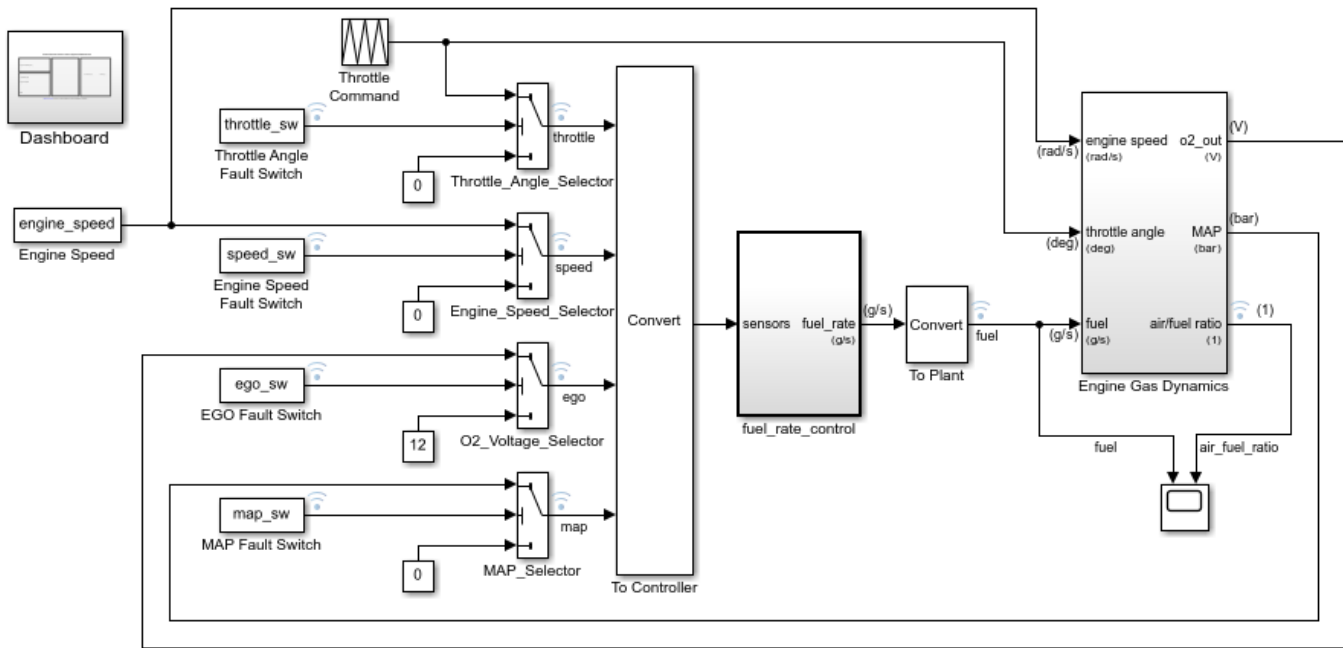 Dashboard
Throttle
Command
throttle_sw
Throttle Angle
Fault Switch
0
throttle
Throttle_Angle_Selector
engine_speed
Engine Speed
speed_sw
Engine Speed
Fault Switch
0
speed
Engine_Speed_Selector
ego_sw
EGO Fault Switch
12
ego
O2_Voltage_Selector
map_sw
MAP Fault Switch
0
map
MAP_Selector
Convert
To Controller
sensors
fuel_rate
(g/s)
fuel_rate_control
(g/s)
Convert
To Plant
fuel
(rad/s)
engine speed
(rad/s)
o2_out
(V)
(V)
(deg)
throttle angle
(deg)
MAP
(bar)
(bar)
(g/s)
fuel
(g/s)
air/fuel ratio
(1)
(1)
Engine Gas Dynamics
fuel
air_fuel_ratio